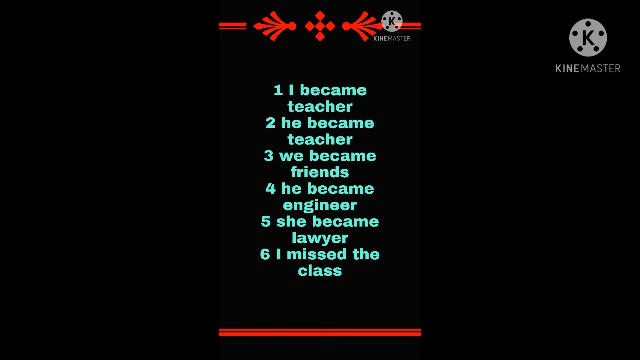 KINEMASTER
KINEMASTER
1 I became
teacher
2 he became
teacher
3 we became
friends
4 he became
engineer
5 she became
lawyer
6 I missed the
class